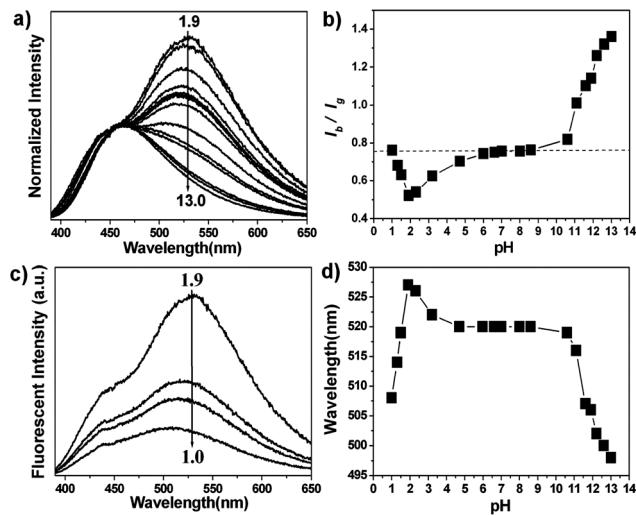 a)
1.9
13.0
Normalized Intensity
400 450 500 550 600 650
Wavelength(nm)
b)
1.4
1.2
1.0
0.8
0.6
0.4
I_b / I_g
0 1 2 3 4 5 6 7 8 9 10 11 12 13 14
pH
c)
1.9
1.0
Fluorescent Intensity (a.u.)
400 450 500 550 600 650
Wavelength(nm)
d)
530
525
520
515
510
505
500
495
Wavelength(nm)
0 1 2 3 4 5 6 7 8 9 10 11 12 13 14
pH